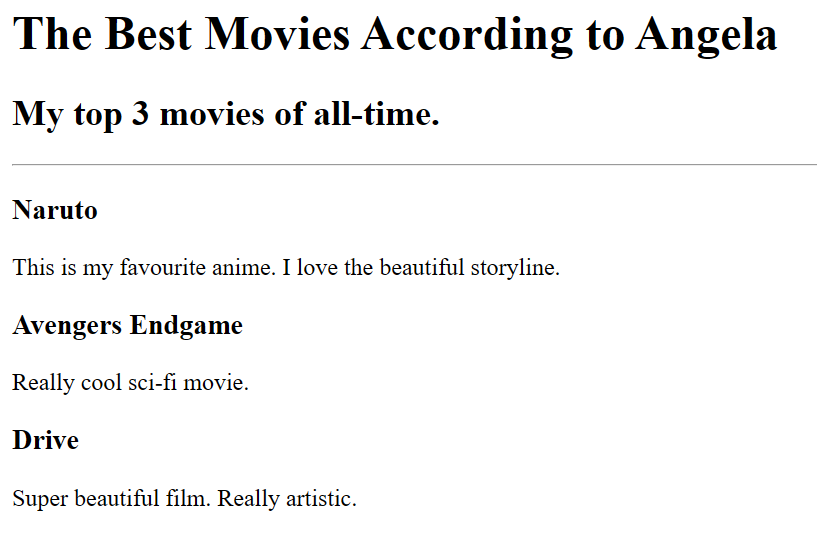 The Best Movies According to Angela
My top 3 movies of all-time.
Naruto
This is my favourite anime. I love the beautiful storyline.
Avengers Endgame
Really cool sci-fi movie.
Drive
Super beautiful film. Really artistic.